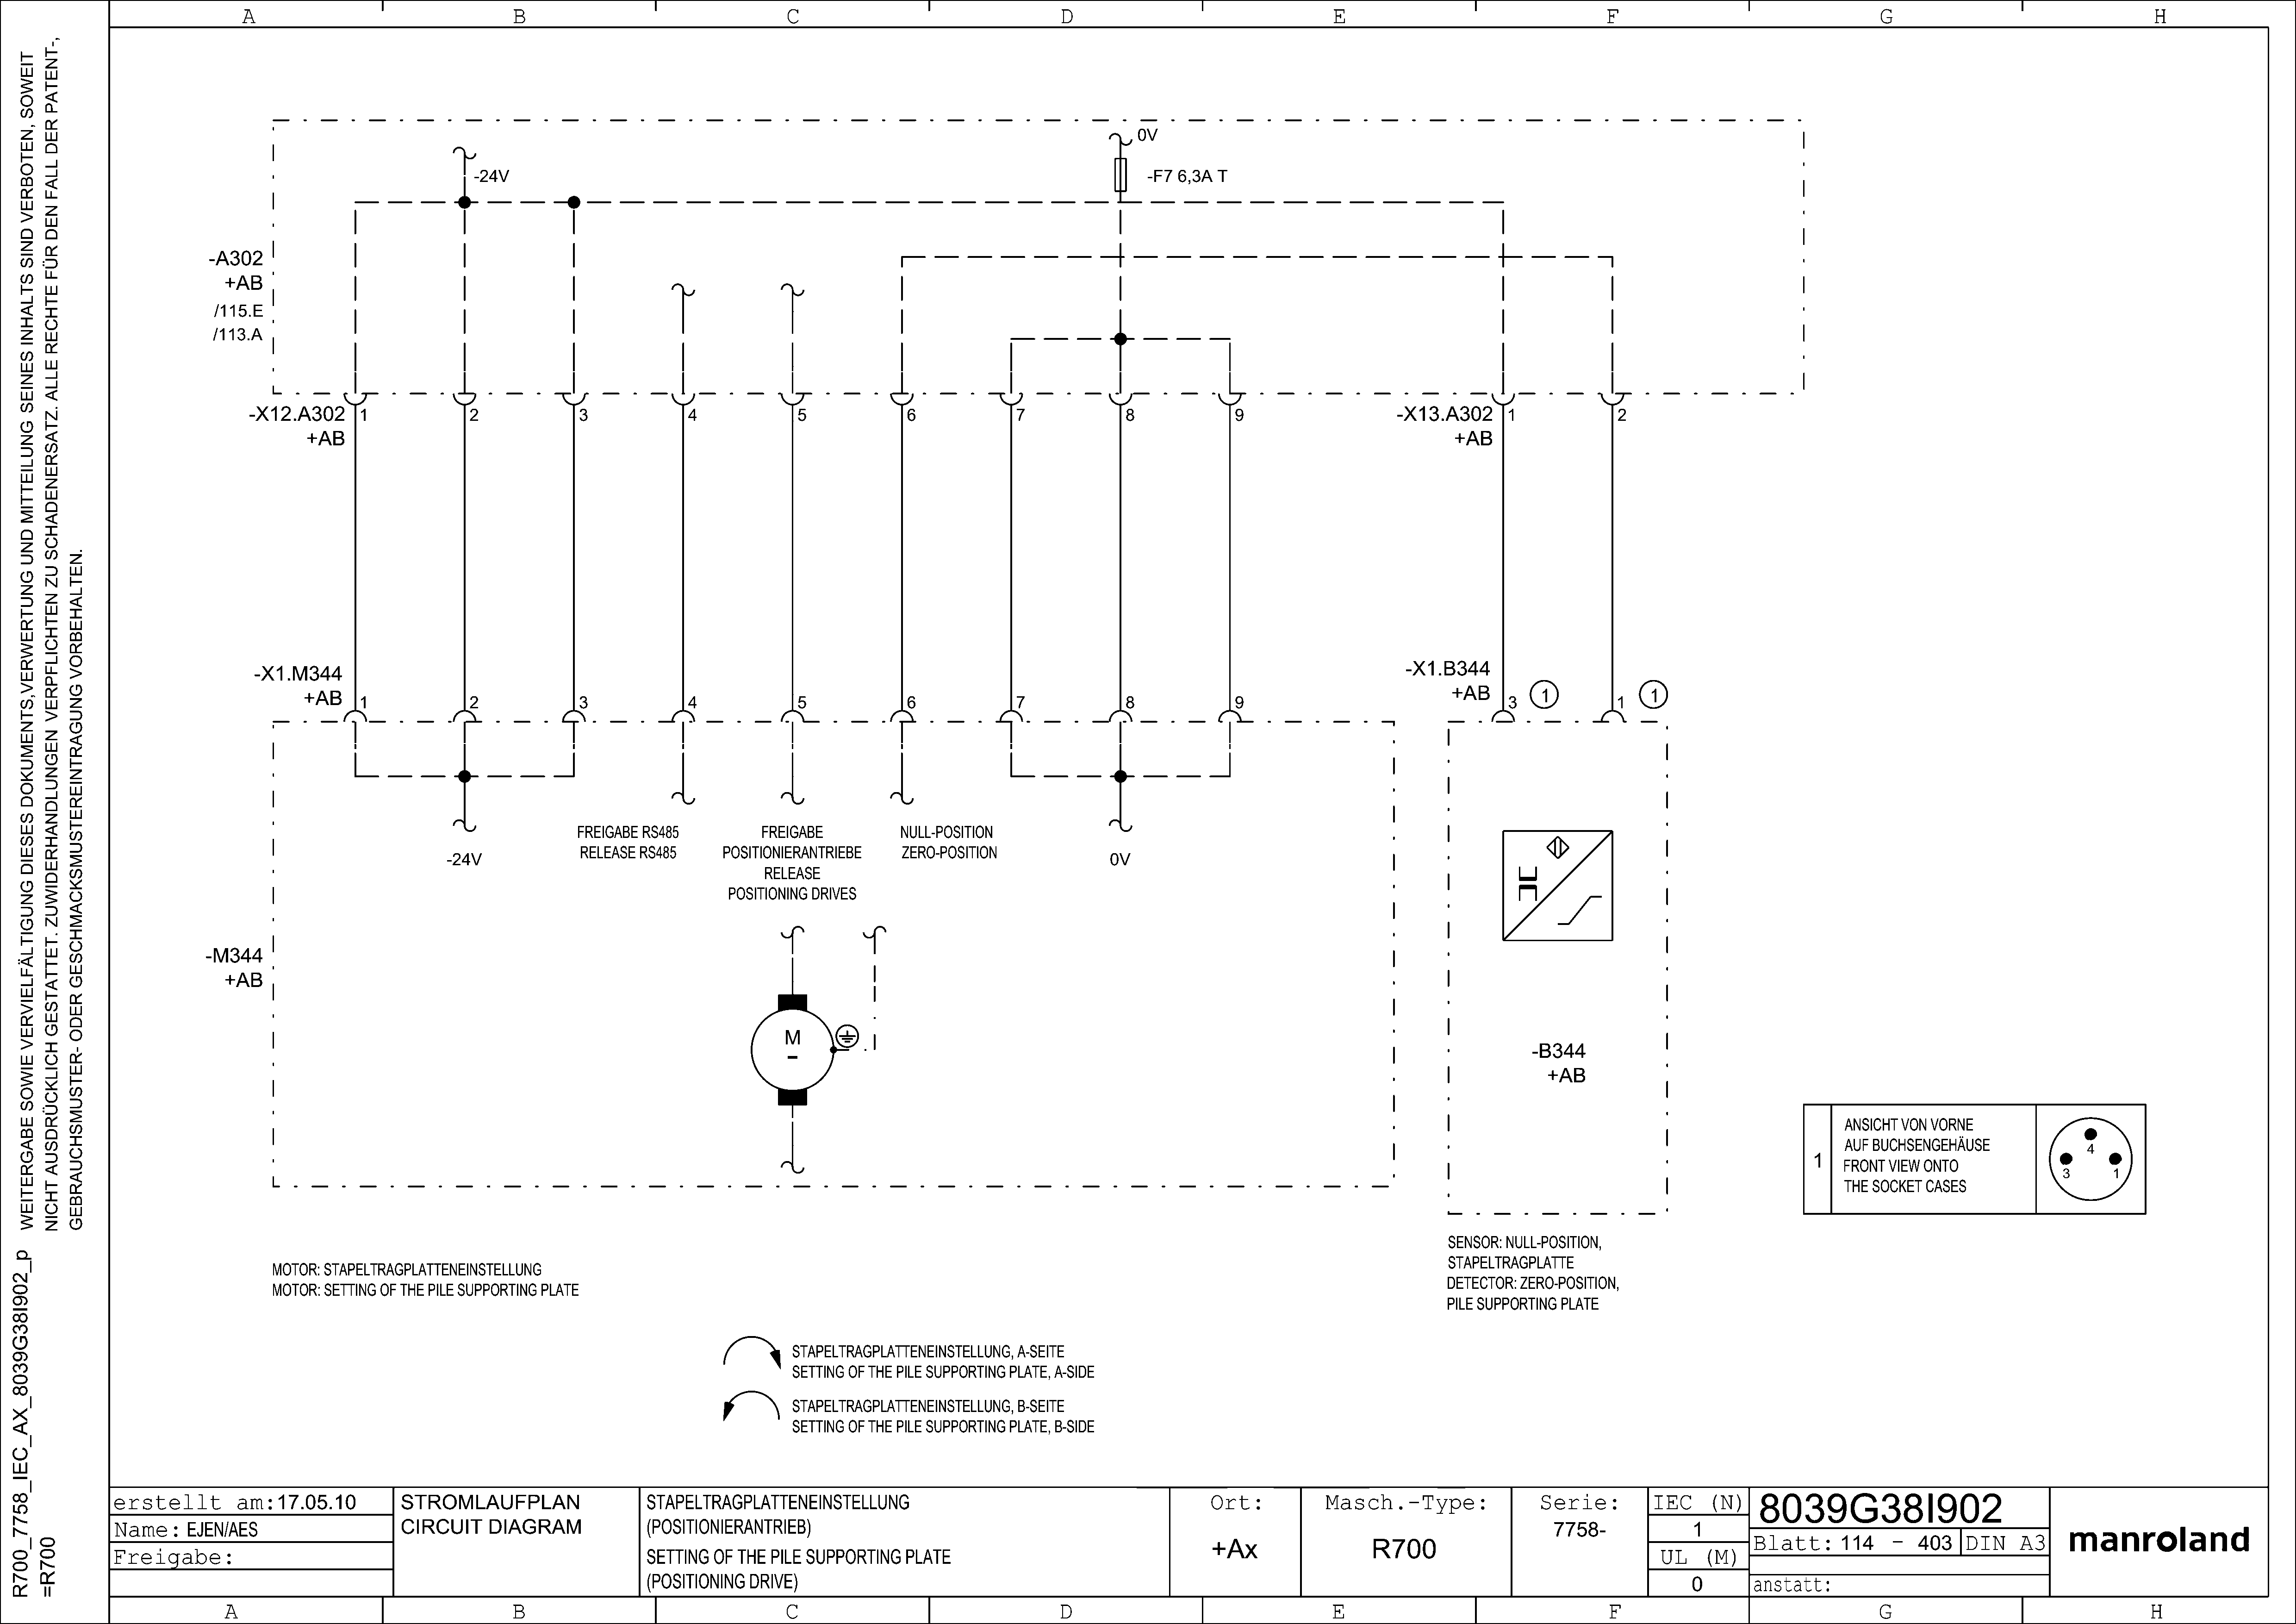 A B C D E F G H
WEITERGABE SOWIE VERVIELFÄLTIGUNG DIESES DOKUMENTS,VERWERTUNG UND MITTEILUNG SEINES INHALTS SIND VERBOTEN, SOWEIT
NICHT AUSDRÜCKLICH GESTATTET. ZUWIDERHANDLUNGEN VERPFLICHTEN ZU SCHADENERSATZ. ALLE RECHTE FÜR DEN FALL DER PATENT-,
GEBRAUCHSMUSTER- ODER GESCHMACKSMUSTEREINTRAGUNG VORBEHALTEN.
R700_7758_IEC_AX_8039G38I902_p
=R700
0V
-24V
-F7 6,3A T
-A302
+AB
/115.E
/113.A
-X12.A302 1 2 3 4 5 6 7 8 9
+AB
-X13.A302 1 2
+AB
-X1.M344
+AB 1 2 3 4 5 6 7 8 9
-X1.B344
+AB 3 1 1 1
-24V
FREIGABE RS485
RELEASE RS485
FREIGABE
POSITIONIERANTRIEBE
RELEASE
POSITIONING DRIVES
NULL-POSITION
ZERO-POSITION
0V
-M344
+AB
M
-B344
+AB
1
ANSICHT VON VORNE
AUF BUCHSENGEHÄUSE
FRONT VIEW ONTO
THE SOCKET CASES
4
3 1
MOTOR: STAPELTRAGPLATTENEINSTELLUNG
MOTOR: SETTING OF THE PILE SUPPORTING PLATE
SENSOR: NULL-POSITION,
STAPELTRAGPLATTE
DETECTOR: ZERO-POSITION,
PILE SUPPORTING PLATE
STAPELTRAGPLATTENEINSTELLUNG, A-SEITE
SETTING OF THE PILE SUPPORTING PLATE, A-SIDE
STAPELTRAGPLATTENEINSTELLUNG, B-SEITE
SETTING OF THE PILE SUPPORTING PLATE, B-SIDE
erstellt am:17.05.10
Name: EJEN/AES
Freigabe:
STROMLAUFPLAN
CIRCUIT DIAGRAM
STAPELTRAGPLATTENEINSTELLUNG
(POSITIONIERANTRIEB)
SETTING OF THE PILE SUPPORTING PLATE
(POSITIONING DRIVE)
Ort:
+Ax
Masch.-Type:
R700
Serie:
7758-
IEC (N)
1
UL (M)
0
8039G38I902
Blatt: 114 - 403 DIN A3
anstatt:
manroland
A B C D E F G H